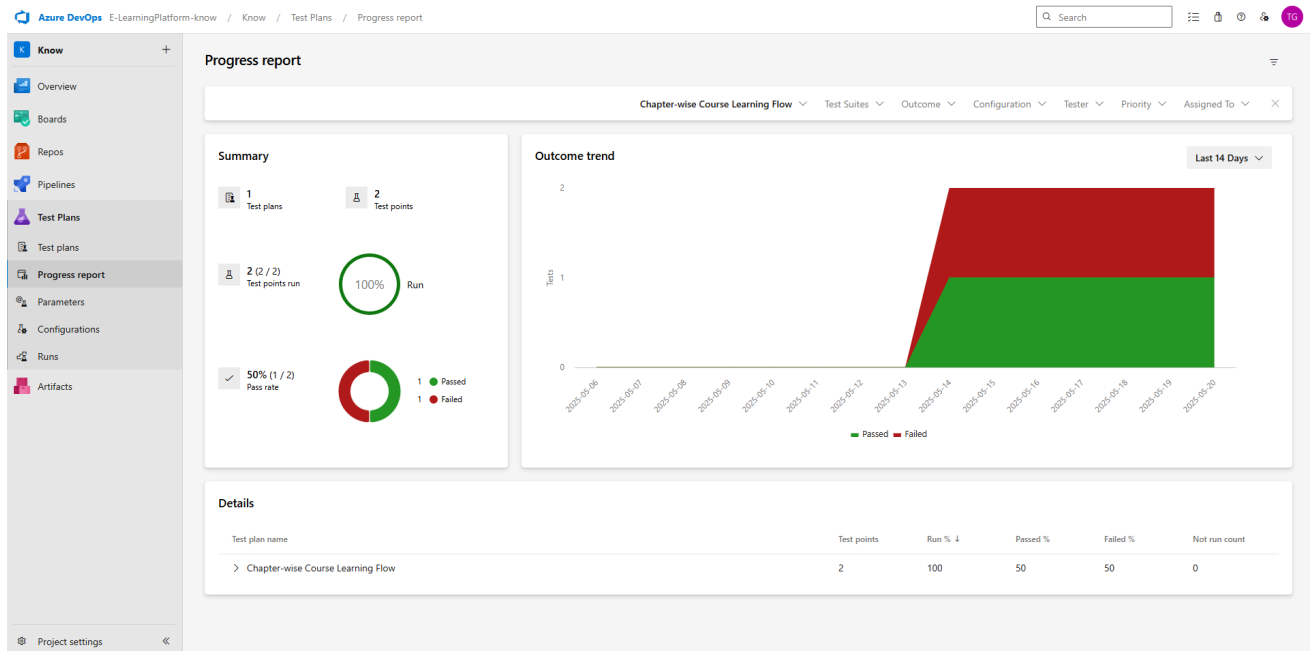 Azure DevOps E-LearningPlatform-know / Know / Test Plans / Progress report
Search
TG
K Know +
Overview
Boards
Repos
Pipelines
Test Plans
Test plans
Progress report
Parameters
Configurations
Runs
Artifacts
Project settings
Progress report
Chapter-wise Course Learning Flow Test Suites Outcome Configuration Tester Priority Assigned To
Summary
1
Test plans
2
Test points
2 (2 / 2)
Test points run
100%
Run
50% (1 / 2)
Pass rate
1 Passed
1 Failed
Outcome trend
Last 14 Days
2
1
0
Tests
2025-05-06
2025-05-07
2025-05-08
2025-05-09
2025-05-10
2025-05-11
2025-05-12
2025-05-13
2025-05-14
2025-05-15
2025-05-16
2025-05-17
2025-05-18
2025-05-19
2025-05-20
Passed Failed
Details
Test plan name Test points Run % ↓ Passed % Failed % Not run count
Chapter-wise Course Learning Flow 2 100 50 50 0